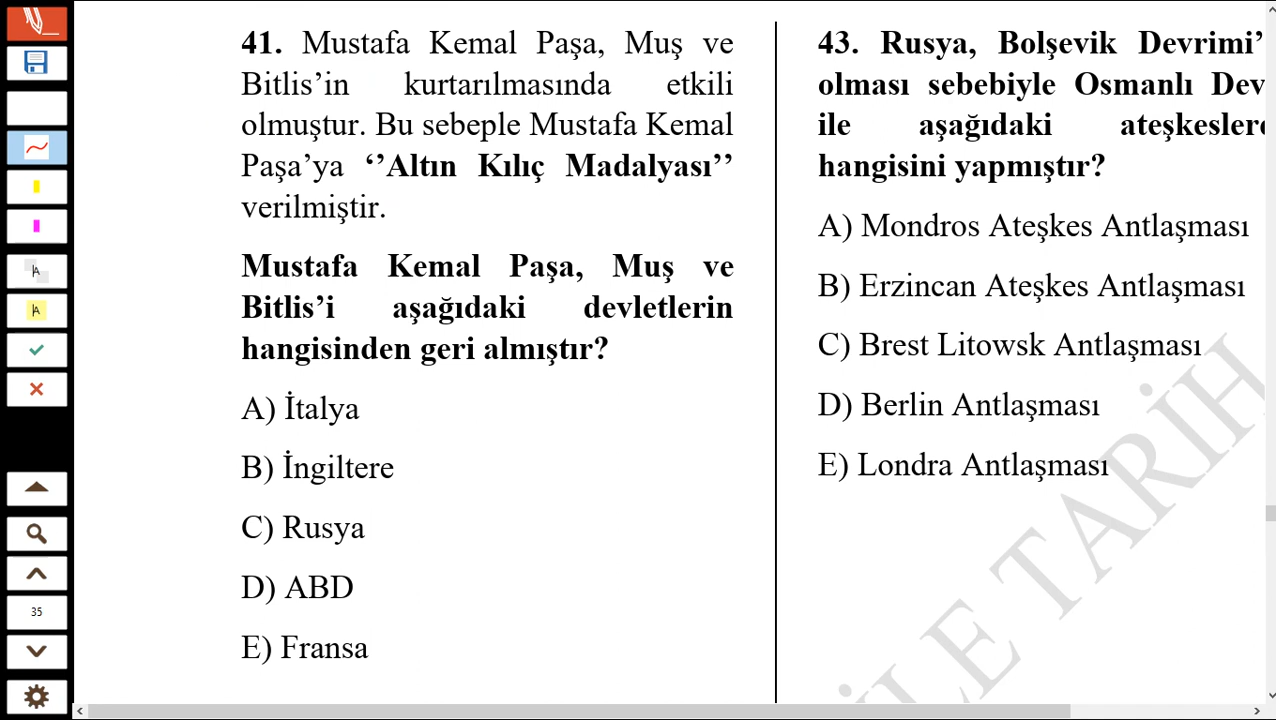 41. Mustafa Kemal Paşa, Muş ve
Bitlis’in kurtarılmasında etkili
olmuştur. Bu sebeple Mustafa Kemal
Paşa’ya ‘’Altın Kılıç Madalyası’’
verilmiştir.
Mustafa Kemal Paşa, Muş ve
Bitlis’i aşağıdaki devletlerin
hangisinden geri almıştır?
A) İtalya
B) İngiltere
C) Rusya
D) ABD
E) Fransa
43. Rusya, Bolşevik Devrimi’
olması sebebiyle Osmanlı Dev
ile aşağıdaki ateşkesler
hangisini yapmıştır?
A) Mondros Ateşkes Antlaşması
B) Erzincan Ateşkes Antlaşması
C) Brest Litowsk Antlaşması
D) Berlin Antlaşması
E) Londra Antlaşması
İLE TARİH
35